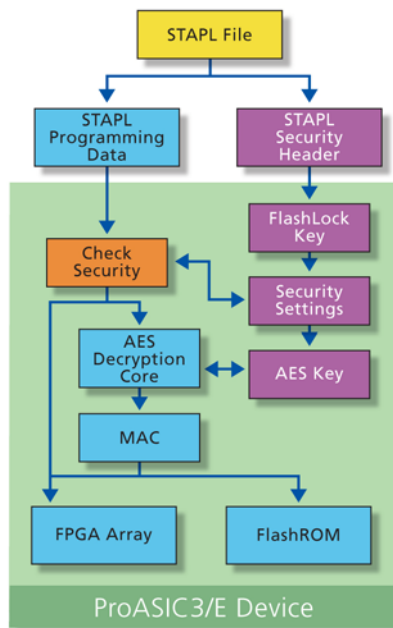 STAPL File
STAPL
Programming
Data
STAPL
Security
Header
FlashLock
Key
Check
Security
Security
Settings
AES
Decryption
Core
AES Key
MAC
FPGA Array
FlashROM
ProASIC3/E Device